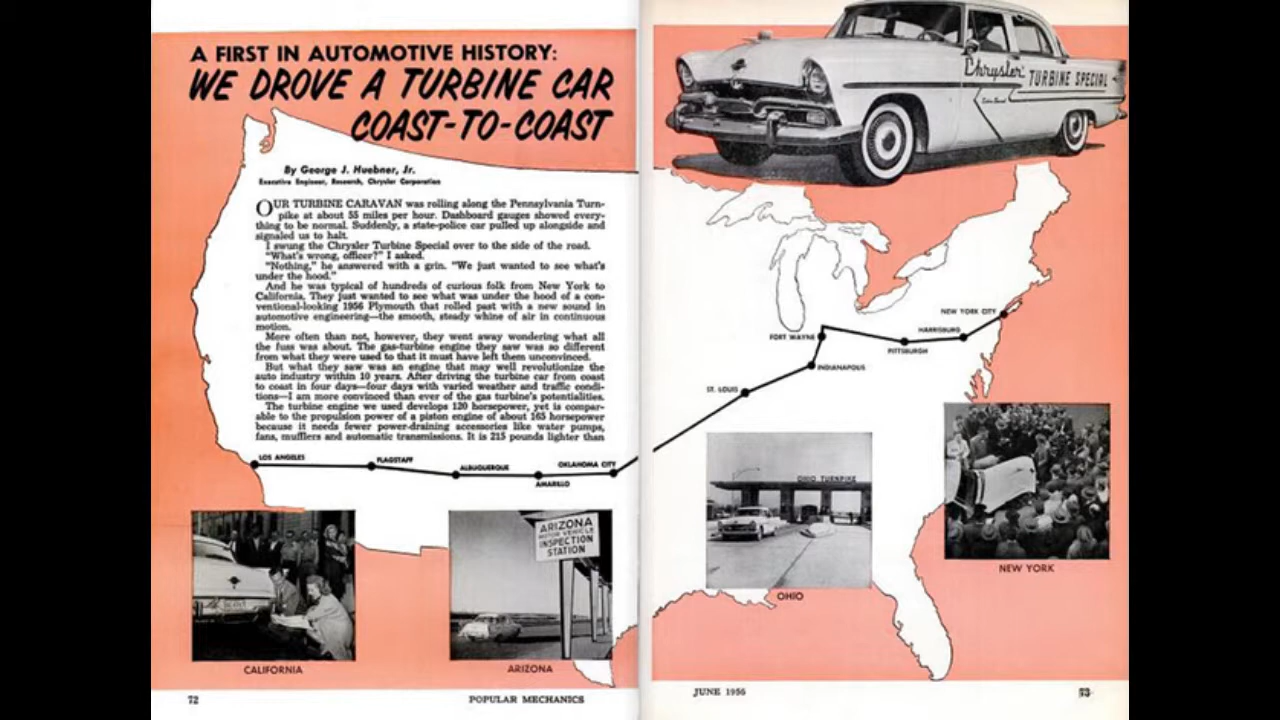 A FIRST IN AUTOMOTIVE HISTORY:
WE DROVE A TURBINE CAR
COAST-TO-COAST
By George J. Huebner, Jr.
Executive Engineer, Research, Chrysler Corporation
OUR TURBINE CARAVAN was rolling along the Pennsylvania Turn-
pike at about 55 miles per hour. Dashboard gauges showed every-
thing to be normal. Suddenly, a state-police car pulled up alongside and
signaled us to halt.
I swung the Chrysler Turbine Special over to the side of the road.
"What's wrong, officer?" I asked.
"Nothing," he answered with a grin. "We just wanted to see what's
under the hood."
And he was typical of hundreds of curious folk from New York to
California. They just wanted to see what was under the hood of a con-
ventional-looking 1956 Plymouth that rolled past with a new sound in
automotive engineering—the smooth, steady whine of air in continuous
motion.
More often than not, however, they went away wondering what all
the fuss was about. The gas-turbine engine they saw was so different
from what they were used to that it must have left them unconvinced.
But what they saw was an engine that may well revolutionize the
auto industry within 10 years. After driving the turbine car from coast
to coast in four days—four days with varied weather and traffic condi-
tions—I am more convinced than ever of the gas turbine's potentialities.
The turbine engine we used develops 120 horsepower, yet is compar-
able to the propulsion power of a piston engine of about 165 horsepower
because it needs fewer power-draining accessories like water pumps,
fans, mufflers and automatic transmissions. It is 215 pounds lighter than
LOS ANGELES
FLAGSTAFF
ALBUQUERQUE
AMARILLO
OKLAHOMA CITY
ARIZONA
MOTOR VEHICLE
INSPECTION
STATION
CALIFORNIA
ARIZONA
72
POPULAR MECHANICS
Chrysler
TURBINE SPECIAL
NEW YORK CITY
HARRISBURG
PITTSBURGH
FORT WAYNE
INDIANAPOLIS
ST. LOUIS
OHIO TURNPIKE
OHIO
NEW YORK
JUNE 1956
73